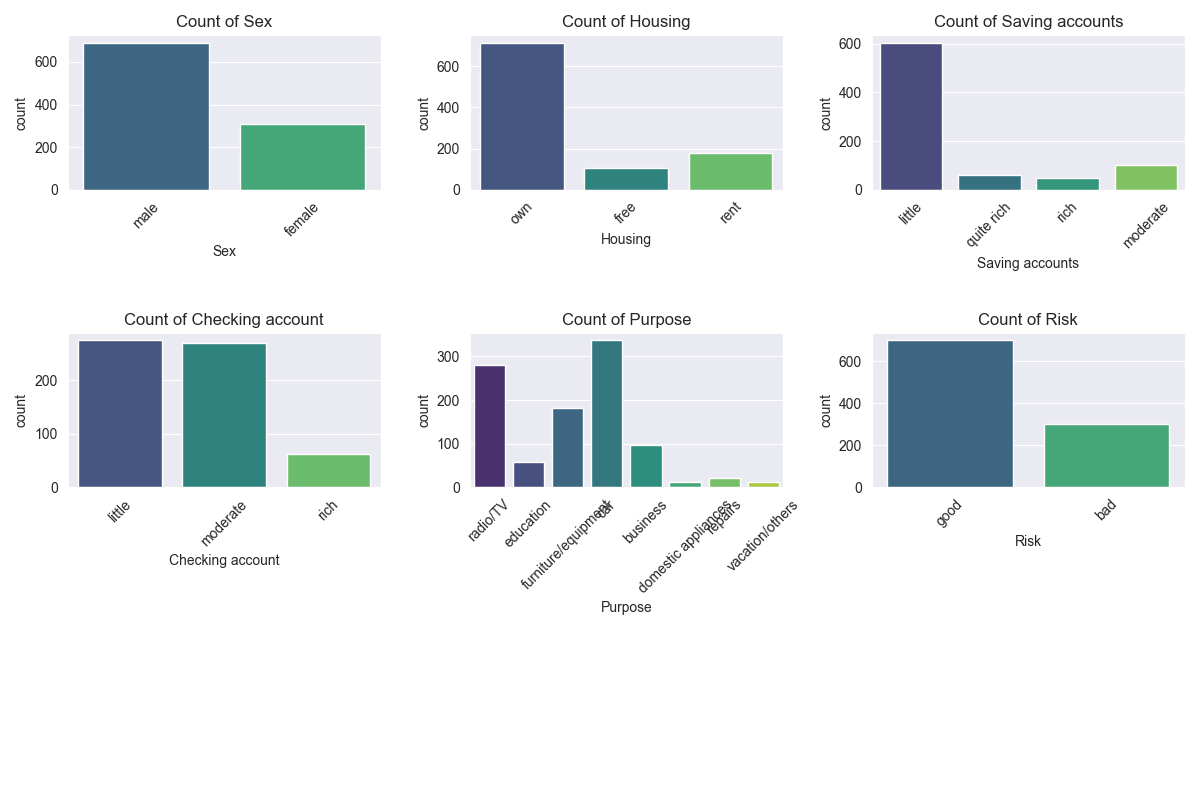 Count of Sex
count
600
400
200
0
male
female
Sex
Count of Housing
count
600
400
200
0
own
free
rent
Housing
Count of Saving accounts
count
600
400
200
0
little
quite rich
rich
moderate
Saving accounts
Count of Checking account
count
200
100
0
little
moderate
rich
Checking account
Count of Purpose
count
300
200
100
0
radio/TV
education
furniture/equipment
car
business
domestic appliances
repairs
vacation/others
Purpose
Count of Risk
count
600
400
200
0
good
bad
Risk